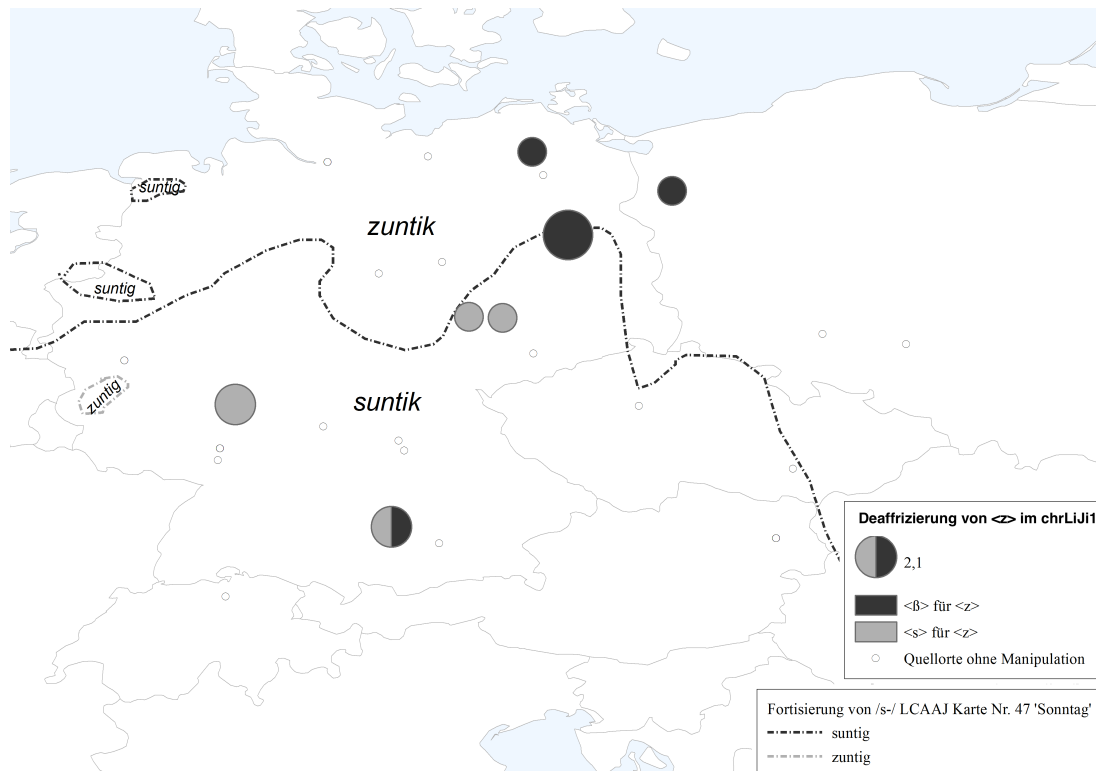 suntig
zuntik
suntig
zuntig
suntik
Deaffrizierung von <z> im chrLiJi1
2,1
<ß> für <z>
<s> für <z>
Quellorte ohne Manipulation
Fortisierung von /s-/ LCAAJ Karte Nr. 47 'Sonntag'
suntig
zuntig